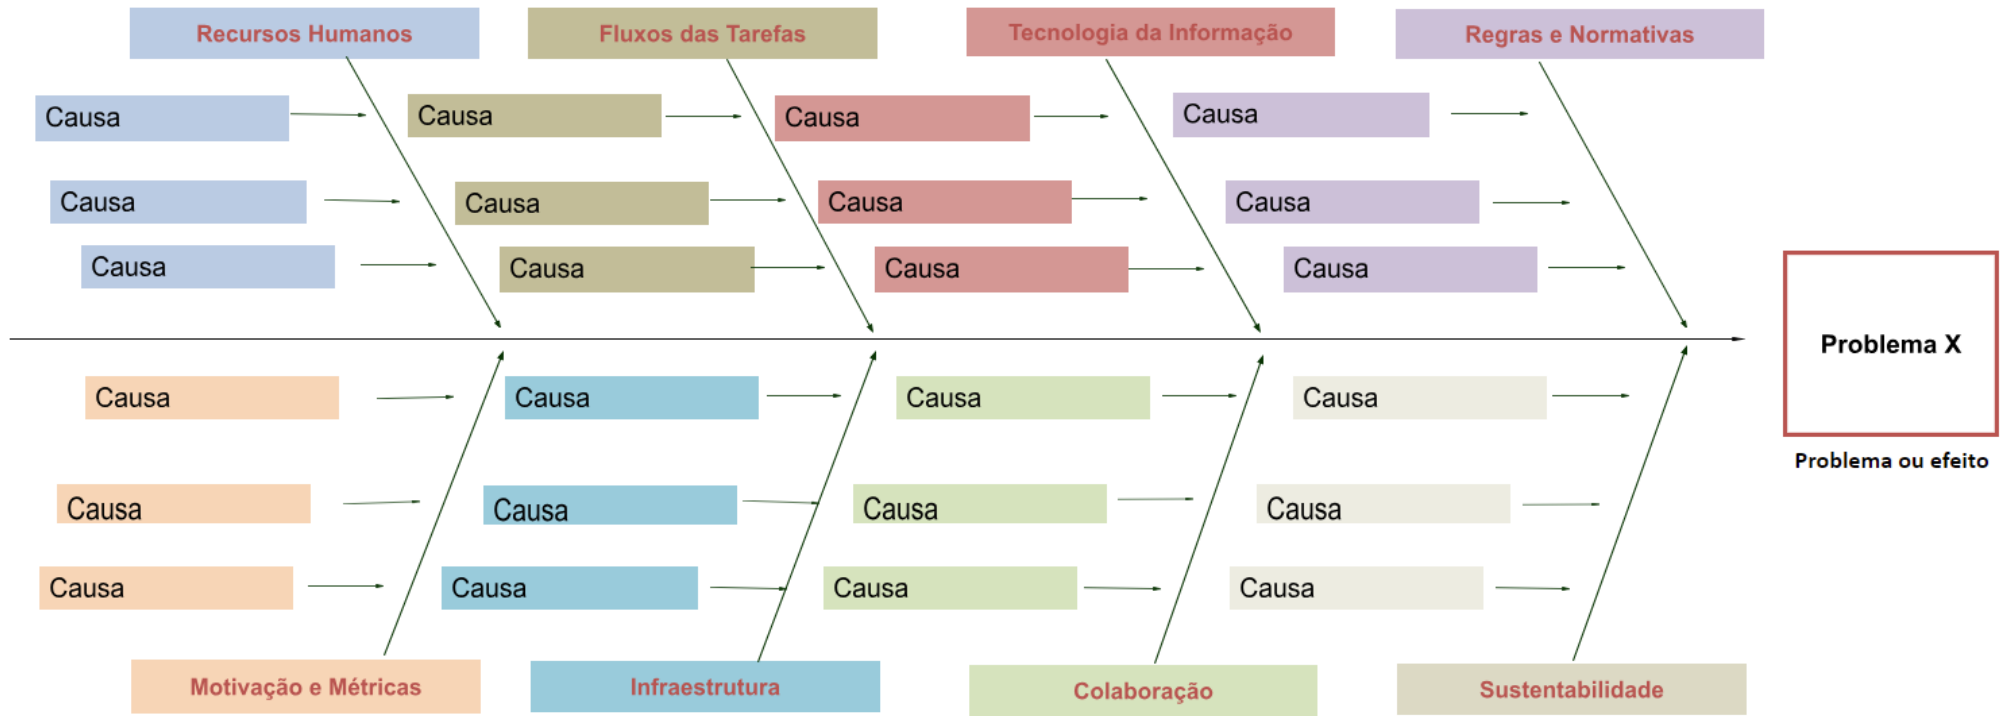 Recursos Humanos
Fluxos das Tarefas
Tecnologia da Informação
Regras e Normativas
Causa
Causa
Causa
Causa
Causa
Causa
Causa
Causa
Causa
Causa
Causa
Causa
Problema X
Problema ou efeito
Causa
Causa
Causa
Causa
Causa
Causa
Causa
Causa
Causa
Causa
Causa
Causa
Motivação e Métricas
Infraestrutura
Colaboração
Sustentabilidade